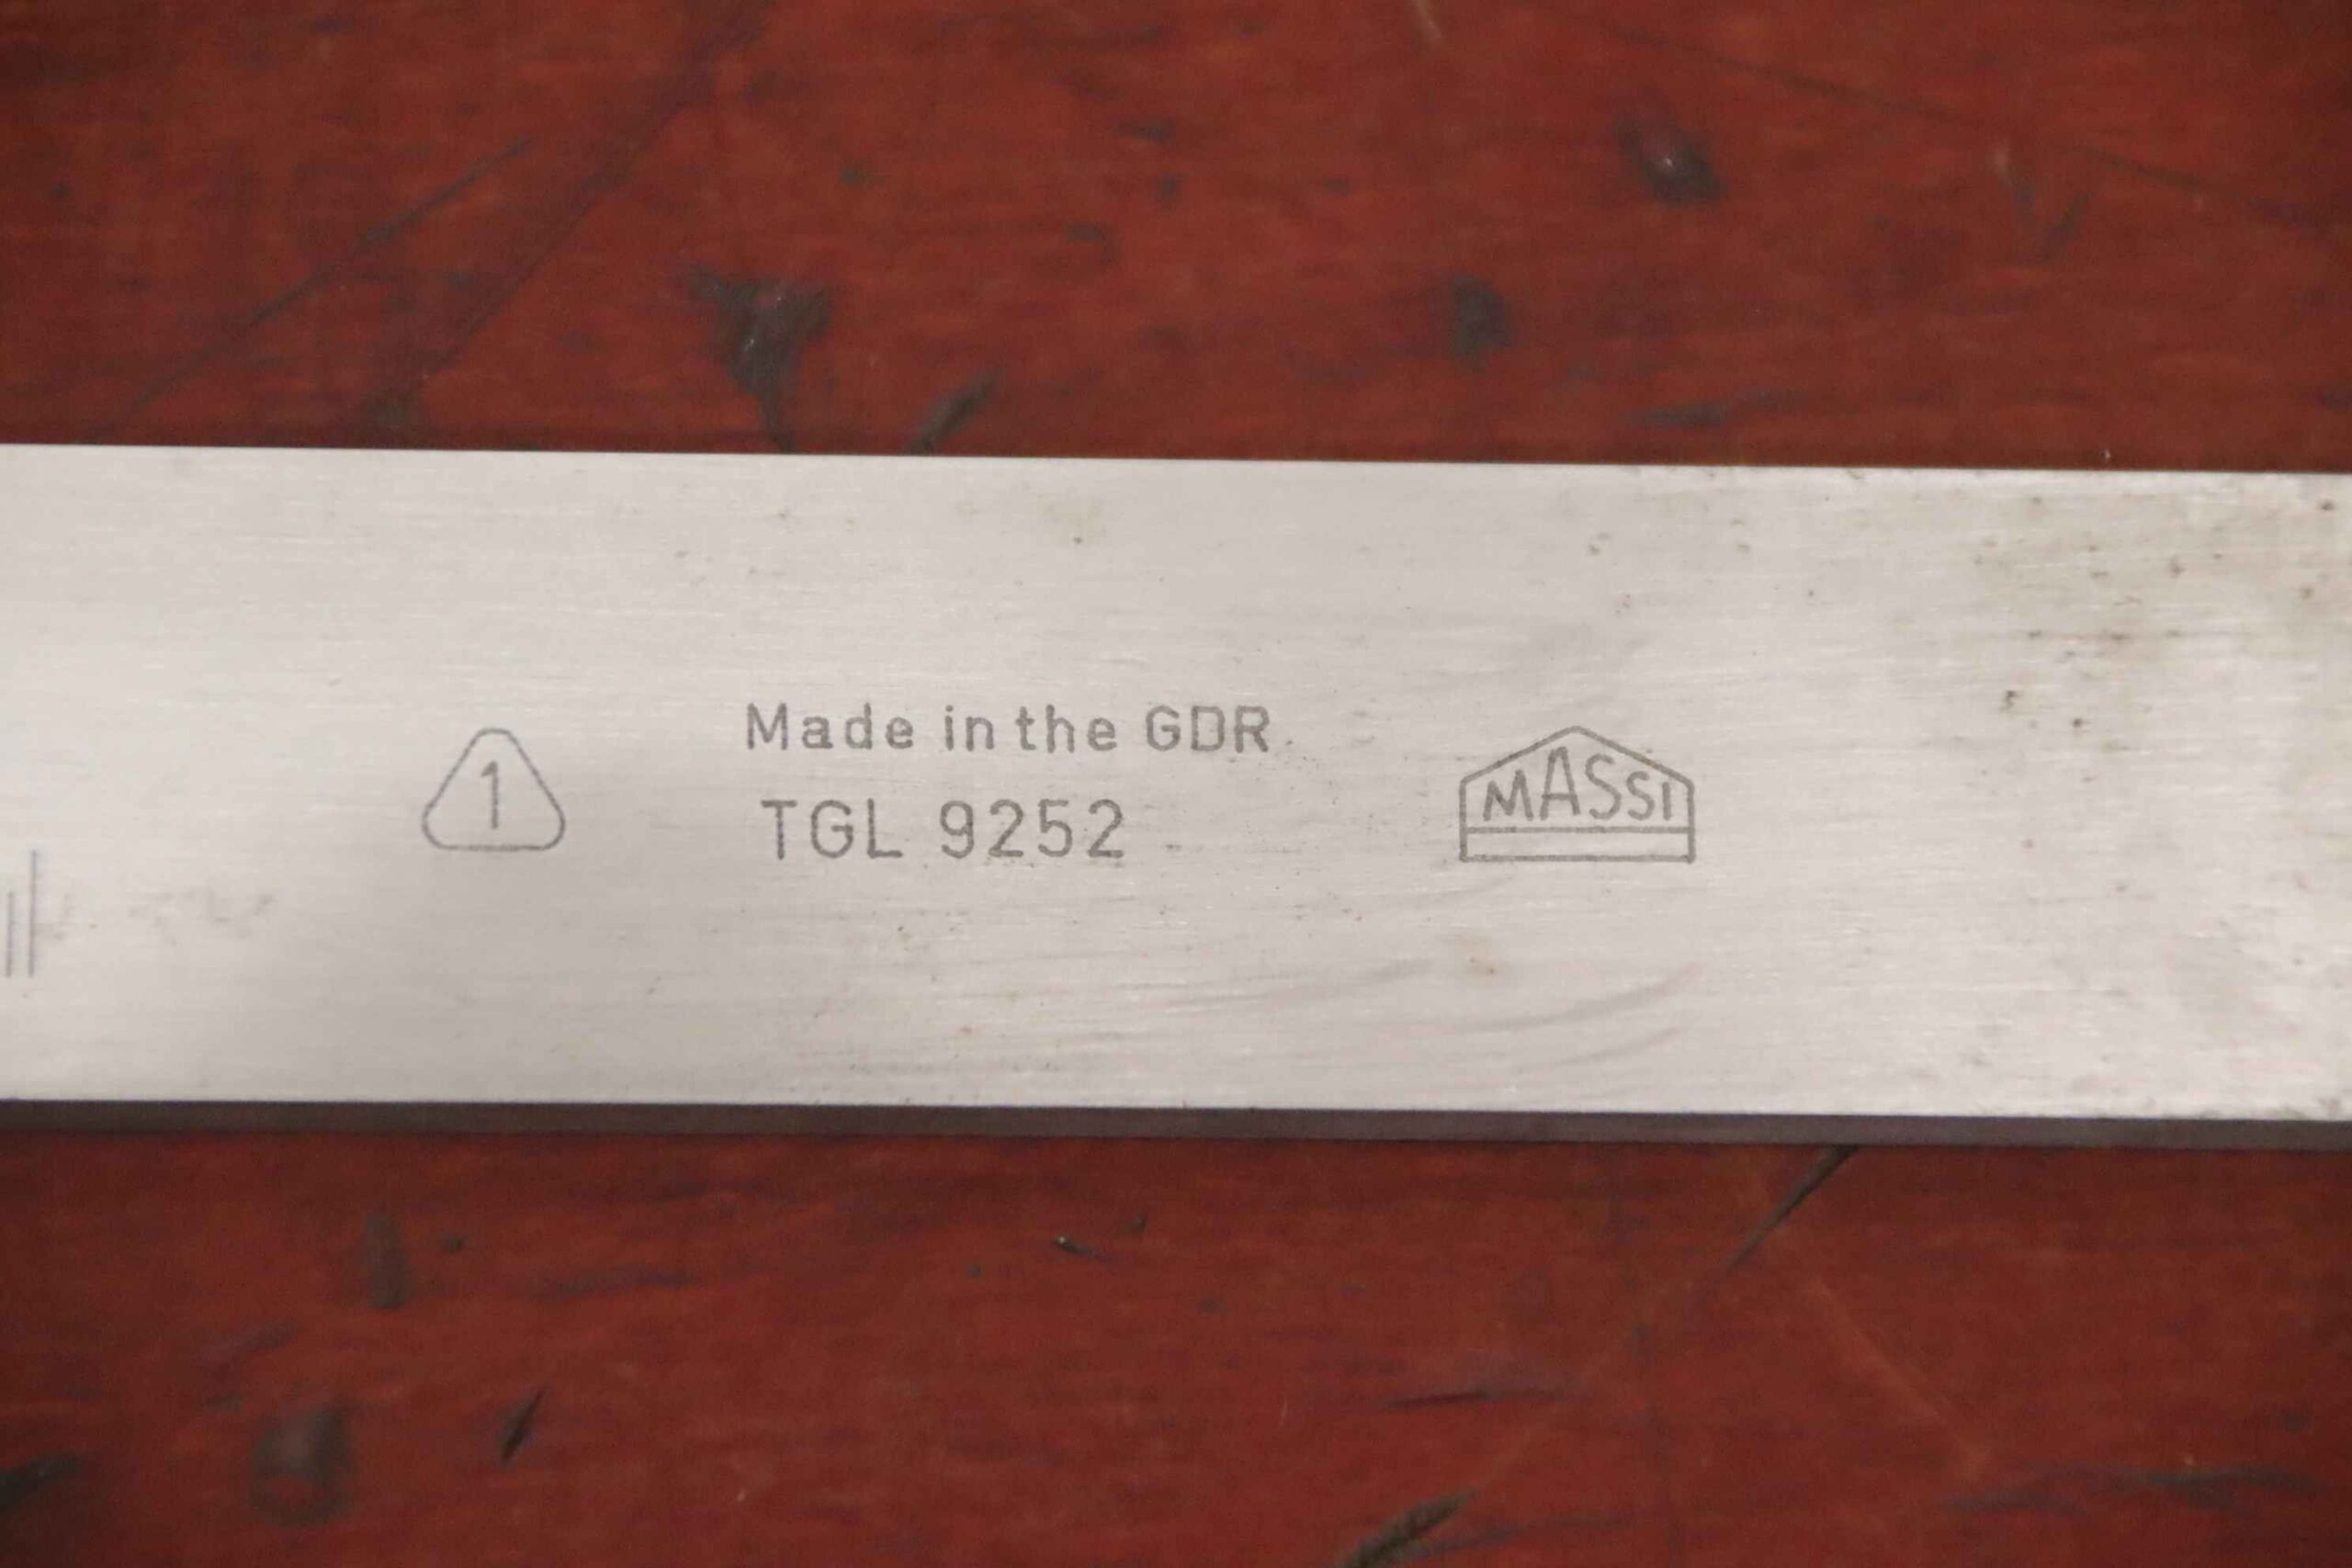 1
Made in the GDR
TGL 9252
MASSI